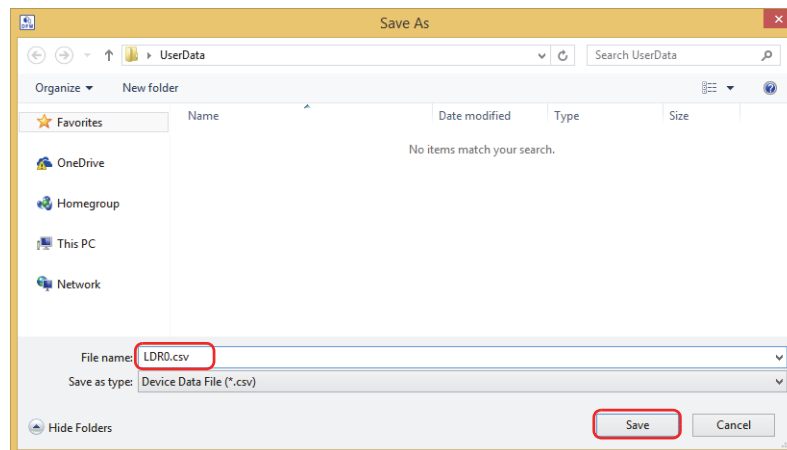 Save As
UserData
Search UserData
Organize New folder
Name Date modified Type Size
Favorites
No items match your search.
OneDrive
Homegroup
This PC
Network
File name: LDR0.csv
Save as type: Device Data File (*.csv)
Hide Folders Save Cancel